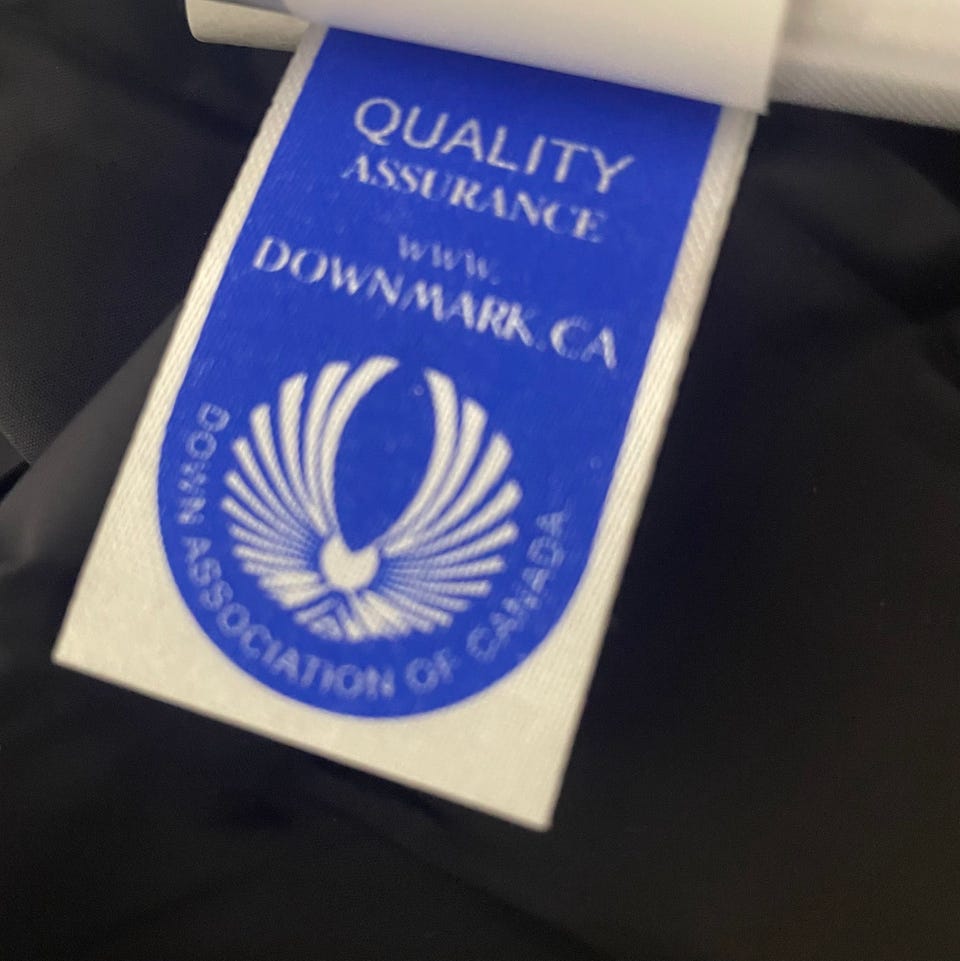 QUALITY
ASSURANCE
www.
DOWNMARK.CA
DOWN ASSOCIATION OF CANADA